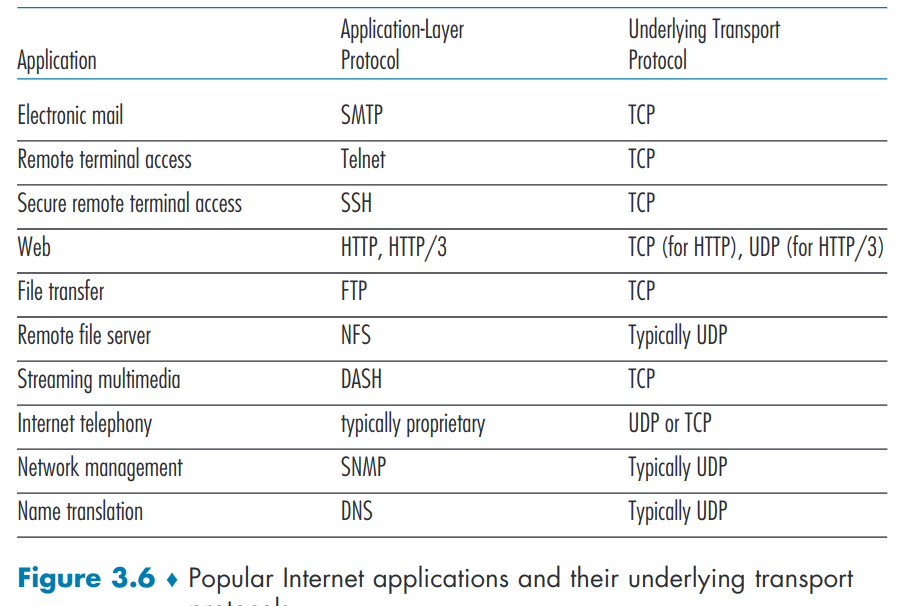 Application-Layer Underlying Transport
Application Protocol Protocol
Electronic mail SMTP TCP
Remote terminal access Telnet TCP
Secure remote terminal access SSH TCP
Web HTTP, HTTP/3 TCP (for HTTP), UDP (for HTTP/3)
File transfer FTP TCP
Remote file server NFS Typically UDP
Streaming multimedia DASH TCP
Internet telephony typically proprietary UDP or TCP
Network management SNMP Typically UDP
Name translation DNS Typically UDP
Figure 3.6 ♦ Popular Internet applications and their underlying transport